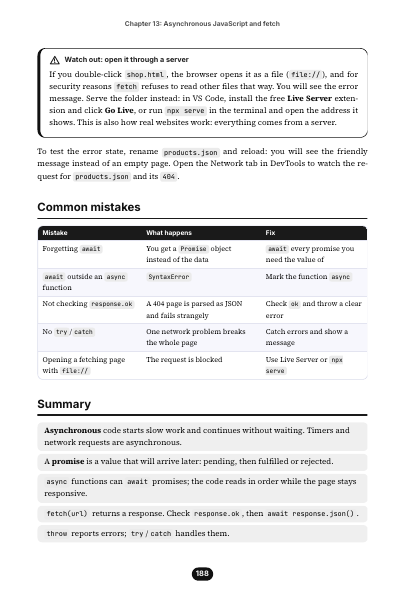 Chapter 13: Asynchronous JavaScript and fetch
Watch out: open it through a server
If you double-click shop.html, the browser opens it as a file (file://), and for
security reasons fetch refuses to read other files that way. You will see the error
message. Serve the folder instead: in VS Code, install the free Live Server exten-
sion and click Go Live, or run npx serve in the terminal and open the address it
shows. This is also how real websites work: everything comes from a server.
To test the error state, rename products.json and reload: you will see the friendly
message instead of an empty page. Open the Network tab in DevTools to watch the re-
quest for products.json and its 404.
Common mistakes
Mistake What happens Fix
Forgetting await You get a Promise object await every promise you
instead of the data need the value of
await outside an async SyntaxError Mark the function async
function
Not checking response.ok A 404 page is parsed as JSON Check ok and throw a clear
and fails strangely error
No try/catch One network problem breaks Catch errors and show a
the whole page message
Opening a fetching page The request is blocked Use Live Server or npx
with file:// serve
Summary
Asynchronous code starts slow work and continues without waiting. Timers and
network requests are asynchronous.
A promise is a value that will arrive later: pending, then fulfilled or rejected.
async functions can await promises; the code reads in order while the page stays
responsive.
fetch(url) returns a response. Check response.ok, then await response.json().
throw reports errors; try/catch handles them.
188